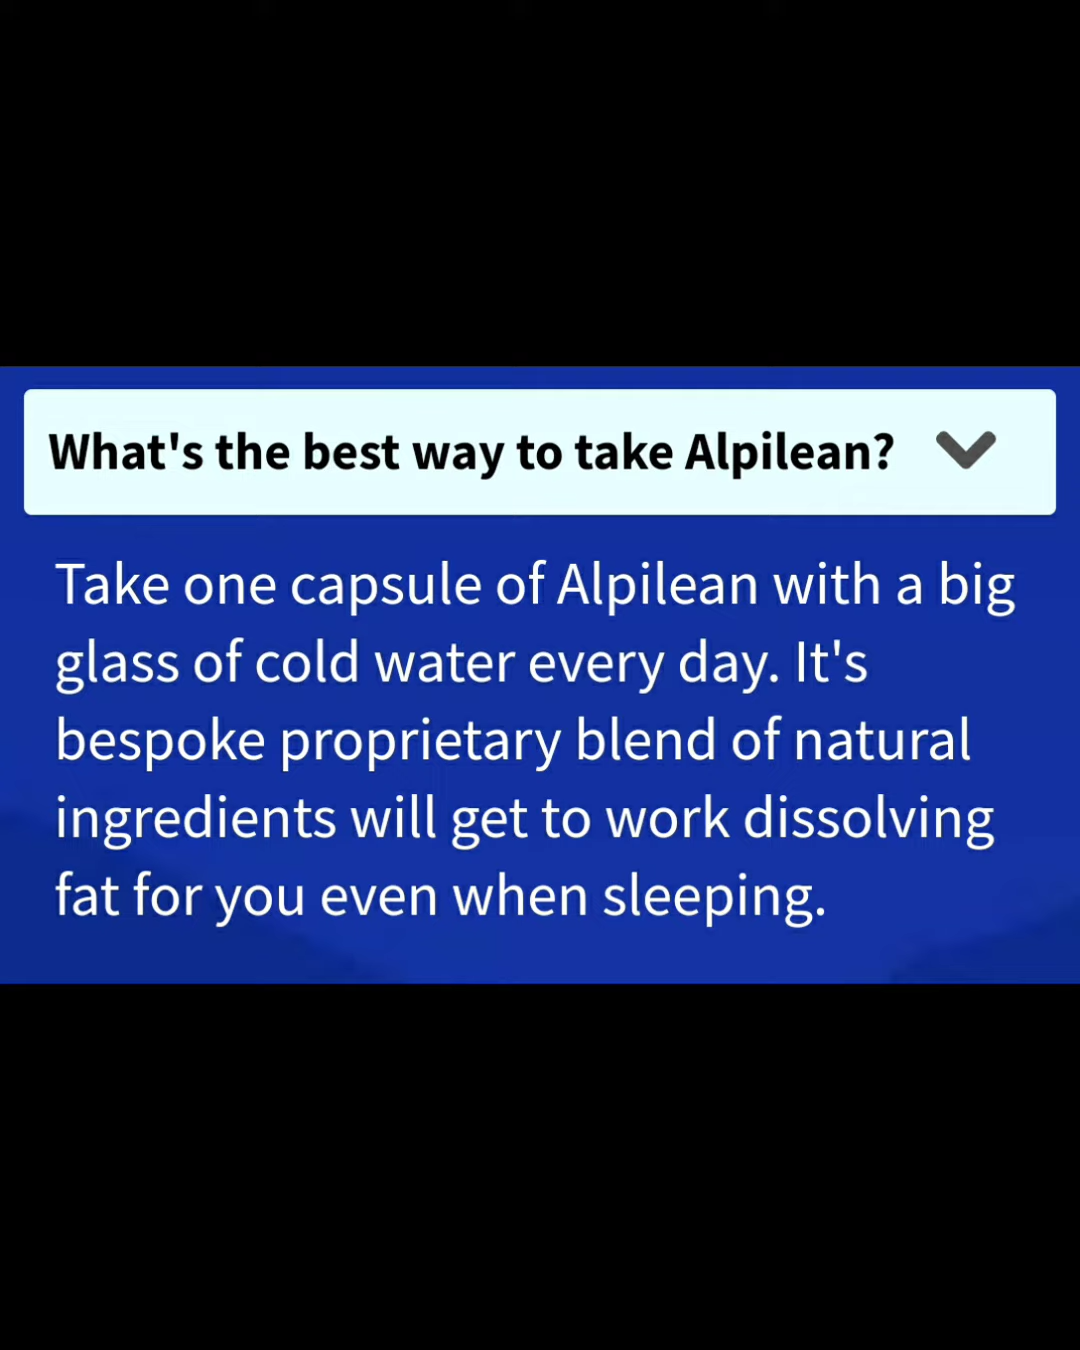 What's the best way to take Alpilean?
Take one capsule of Alpilean with a big
glass of cold water every day. It's
bespoke proprietary blend of natural
ingredients will get to work dissolving
fat for you even when sleeping.